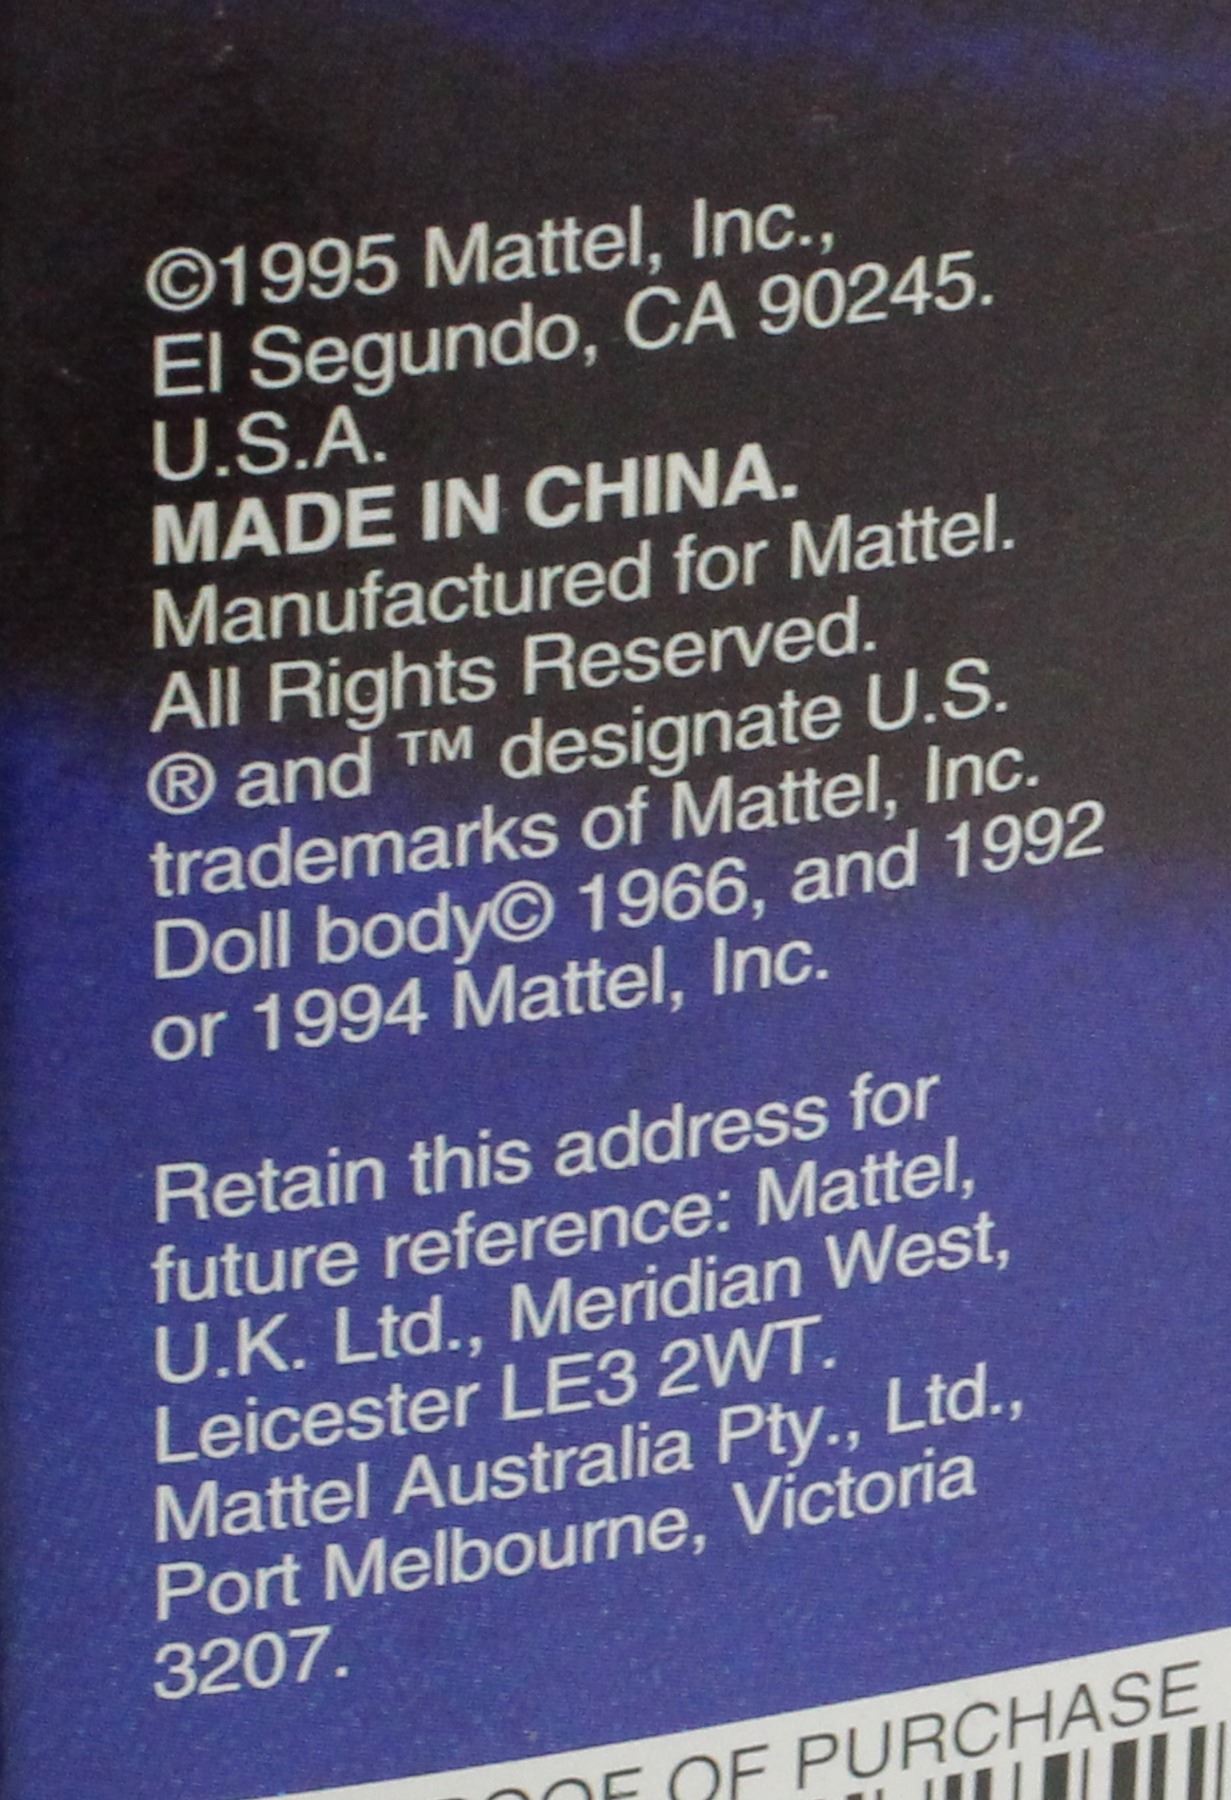 ©1995 Mattel, Inc.,
El Segundo, CA 90245.
U.S.A.
MADE IN CHINA.
Manufactured for Mattel.
All Rights Reserved.
® and ™ designate U.S.
trademarks of Mattel, Inc.
Doll body© 1966, and 1992
or 1994 Mattel, Inc.
Retain this address for
future reference: Mattel,
U.K. Ltd., Meridian West,
Leicester LE3 2WT.
Mattel Australia Pty., Ltd.,
Port Melbourne, Victoria
3207.
OF PURCHASE